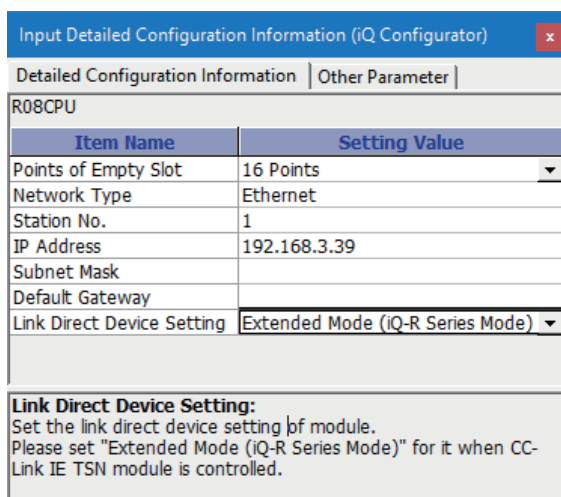 Input Detailed Configuration Information (iQ Configurator) x
Detailed Configuration Information Other Parameter
R08CPU
Item Name Setting Value
Points of Empty Slot 16 Points
Network Type Ethernet
Station No. 1
IP Address 192.168.3.39
Subnet Mask
Default Gateway
Link Direct Device Setting Extended Mode (iQ-R Series Mode)
Link Direct Device Setting:
Set the link direct device setting of module.
Please set "Extended Mode (iQ-R Series Mode)" for it when CC-
Link IE TSN module is controlled.